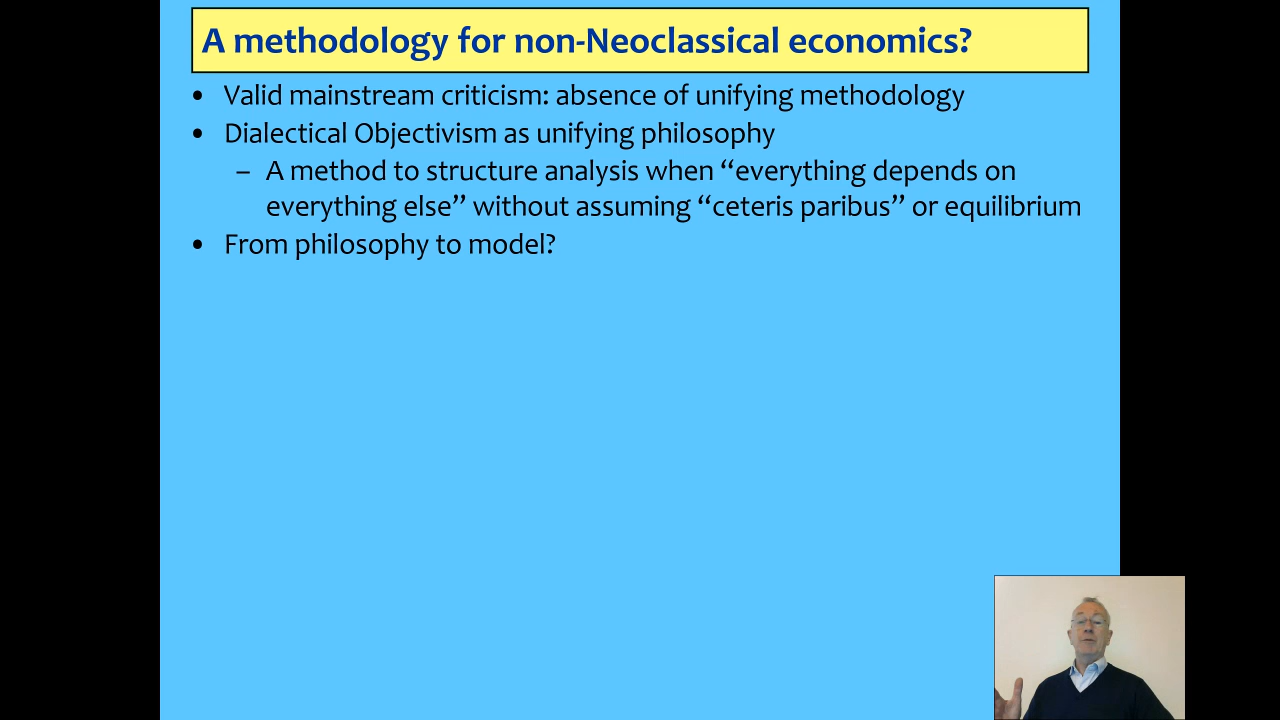 A methodology for non-Neoclassical economics?
• Valid mainstream criticism: absence of unifying methodology
• Dialectical Objectivism as unifying philosophy
– A method to structure analysis when “everything depends on
everything else” without assuming “ceteris paribus” or equilibrium
• From philosophy to model?